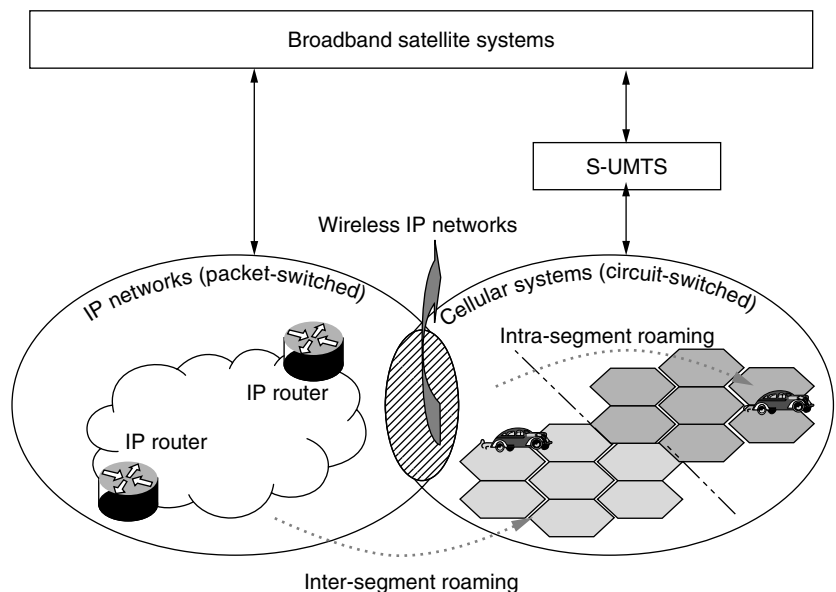 Broadband satellite systems
S-UMTS
Wireless IP networks
IP networks (packet-switched)
Cellular systems (circuit-switched)
Intra-segment roaming
IP router
IP router
Inter-segment roaming